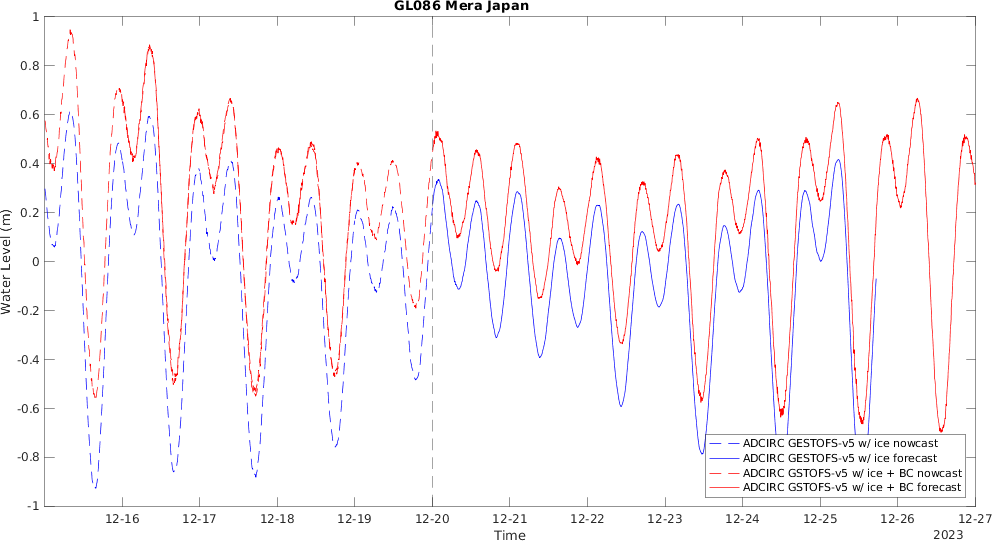 GL086 Mera Japan
Water Level (m)
1
0.8
0.6
0.4
0.2
0
-0.2
-0.4
-0.6
-0.8
-1
ADCIRC GESTOFS-v5 w/ ice nowcast
ADCIRC GESTOFS-v5 w/ ice forecast
ADCIRC GSTOFS-v5 w/ ice + BC nowcast
ADCIRC GSTOFS-v5 w/ ice + BC forecast
12-16 12-17 12-18 12-19 12-20 12-21 12-22 12-23 12-24 12-25 12-26 12-27
Time
2023